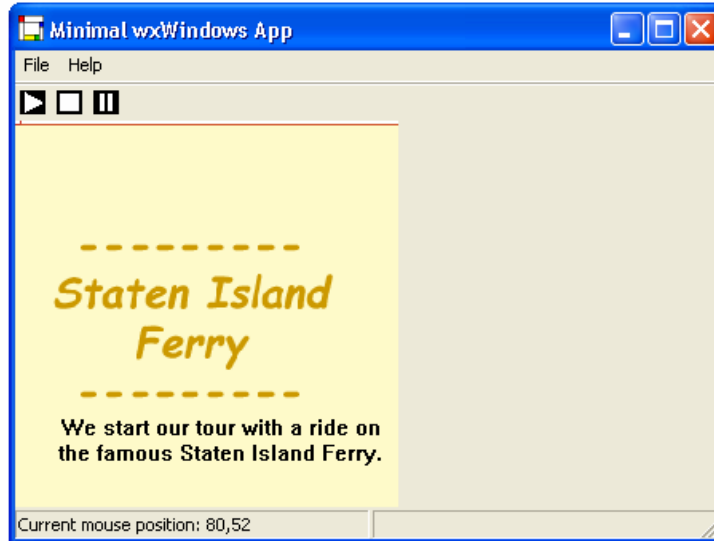 Minimal wxWindows App
File Help
---------
Staten Island
Ferry
---------
We start our tour with a ride on
the famous Staten Island Ferry.
Current mouse position: 80,52